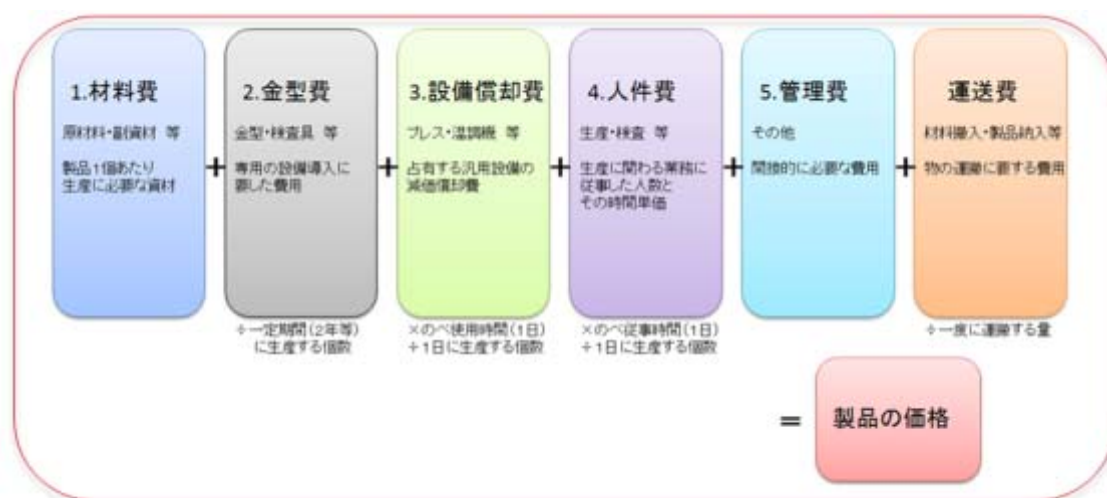 1.材料費
原材料・副資材 等
製品1個あたり
生産に必要な資材
+
2.金型費
金型・検査具 等
専用の設備導入に
要した費用
÷一定期間(2年等)
に生産する個数
+
3.設備償却費
プレス・温調機 等
占有する汎用設備の
減価償却費
×のべ使用時間(1日)
÷1日に生産する個数
+
4.人件費
生産・検査 等
生産に関わる業務に
従事した人数と
その時間単価
×のべ従事時間(1日)
÷1日に生産する個数
+
5.管理費
その他
間接的に必要な費用
+
運送費
材料搬入・製品納入等
物の運搬に要する費用
÷一度に運搬する量
=
製品の価格